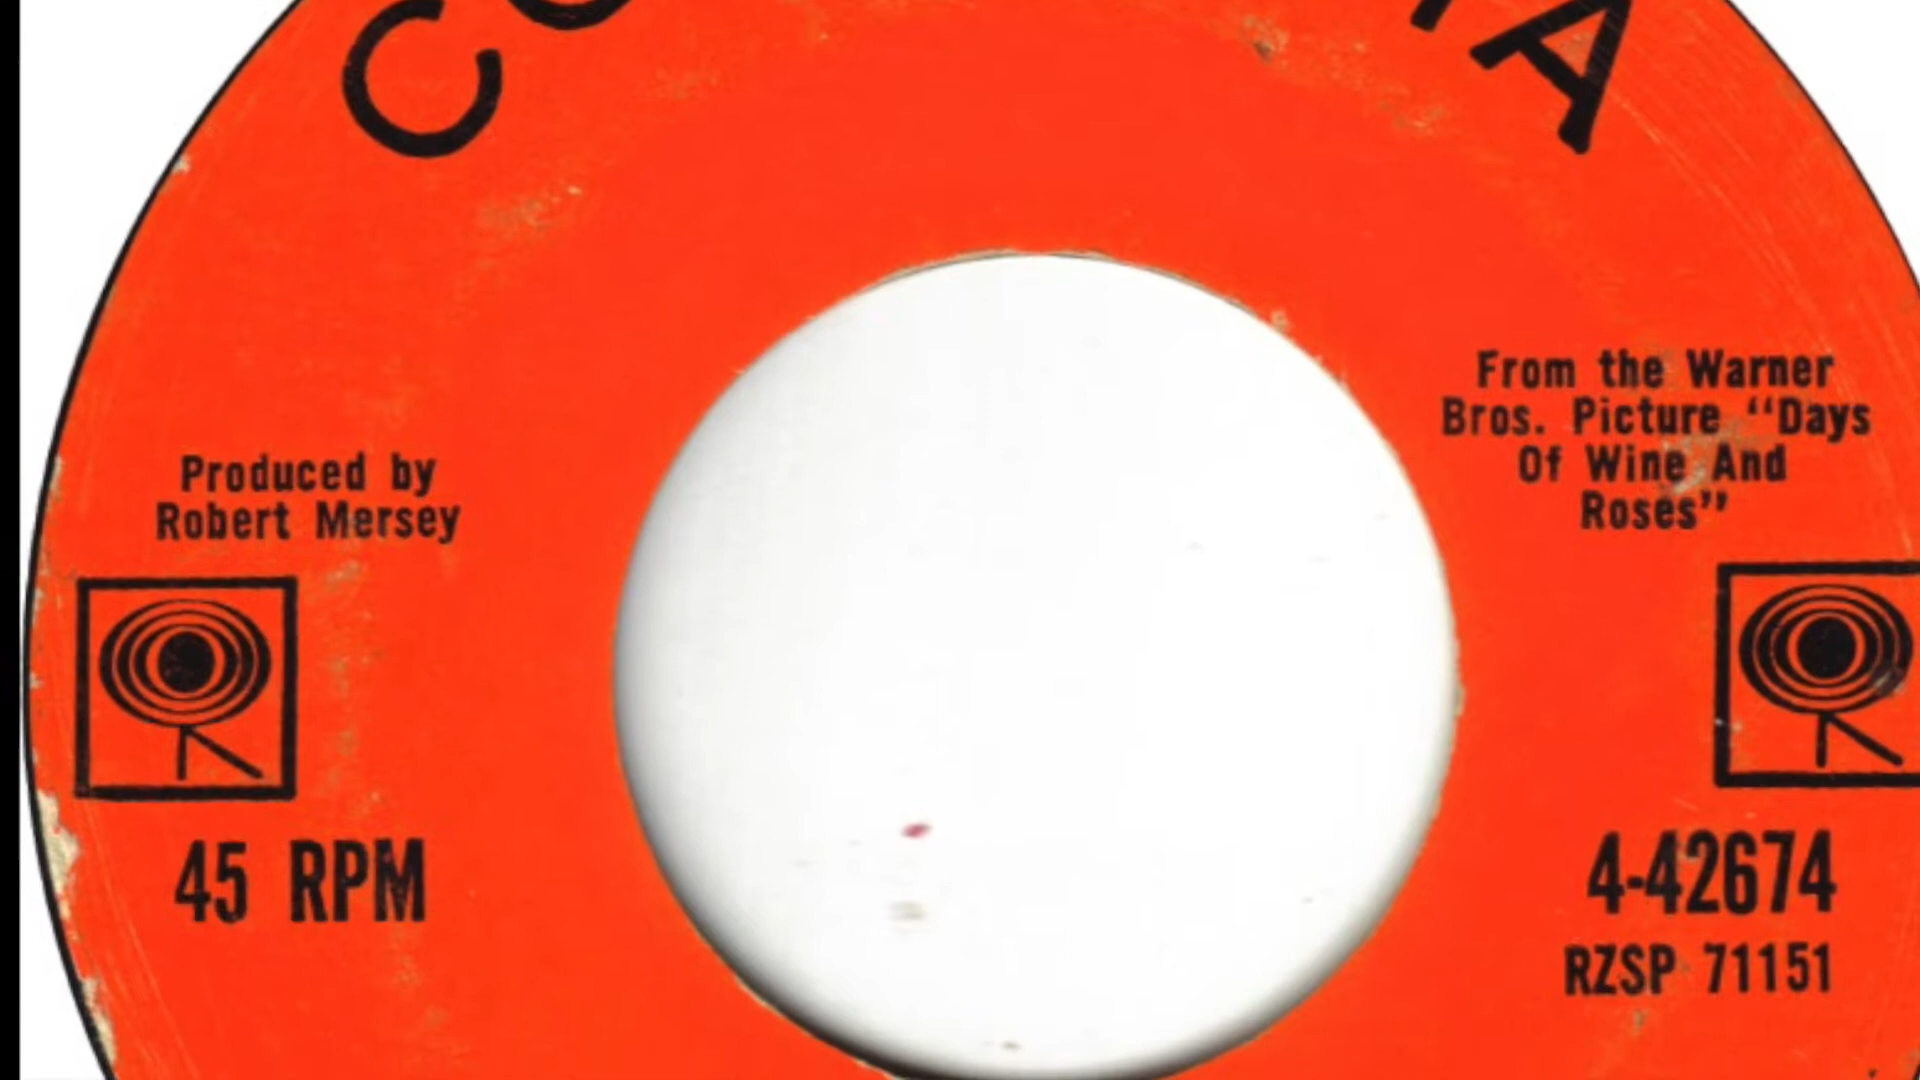 Produced by
Robert Mersey
45 RPM
From the Warner
Bros. Picture “Days
Of Wine And
Roses”
4-42674
RZSP 71151